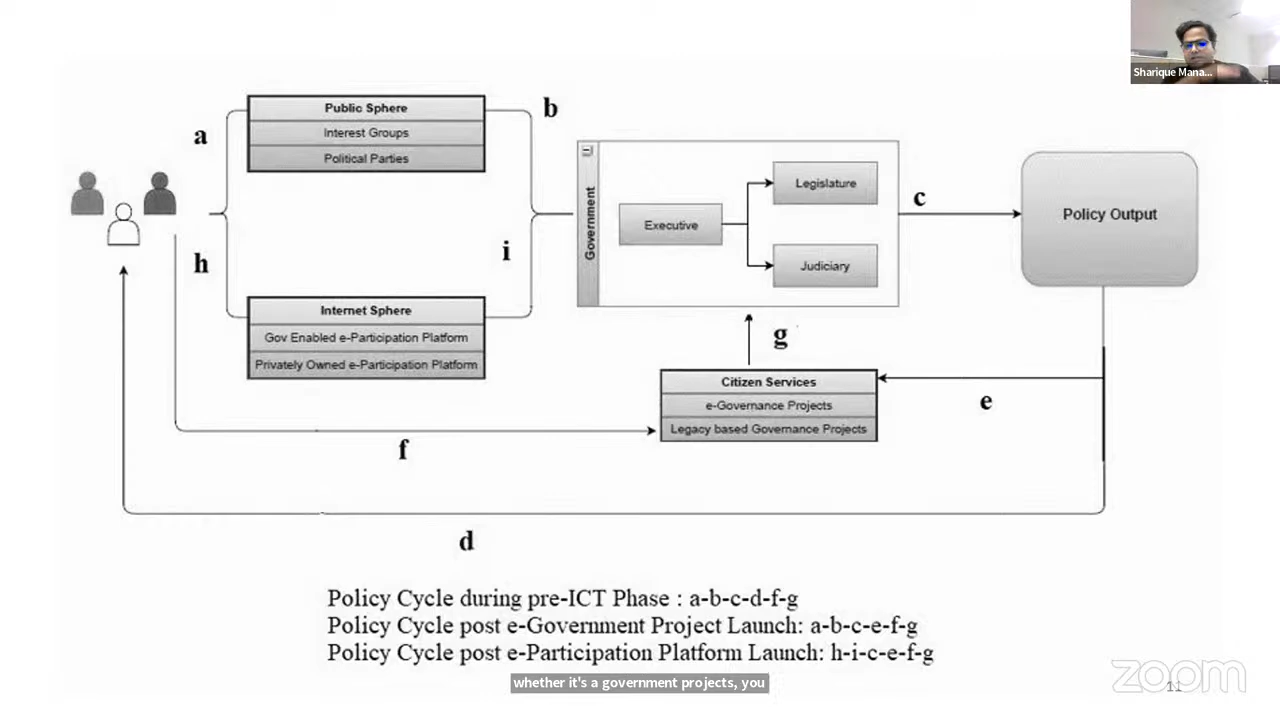 Sharique Mana...
Public Sphere
Interest Groups
Political Parties
a
b
h
i
Internet Sphere
Gov Enabled e-Participation Platform
Privately Owned e-Participation Platform
Government
Executive
Legislature
Judiciary
c
Policy Output
g
Citizen Services
e-Governance Projects
Legacy based Governance Projects
e
f
d
Policy Cycle during pre-ICT Phase : a-b-c-d-f-g
Policy Cycle post e-Government Project Launch: a-b-c-e-f-g
Policy Cycle post e-Participation Platform Launch: h-i-c-e-f-g
whether it's a government projects, you
zoom
11